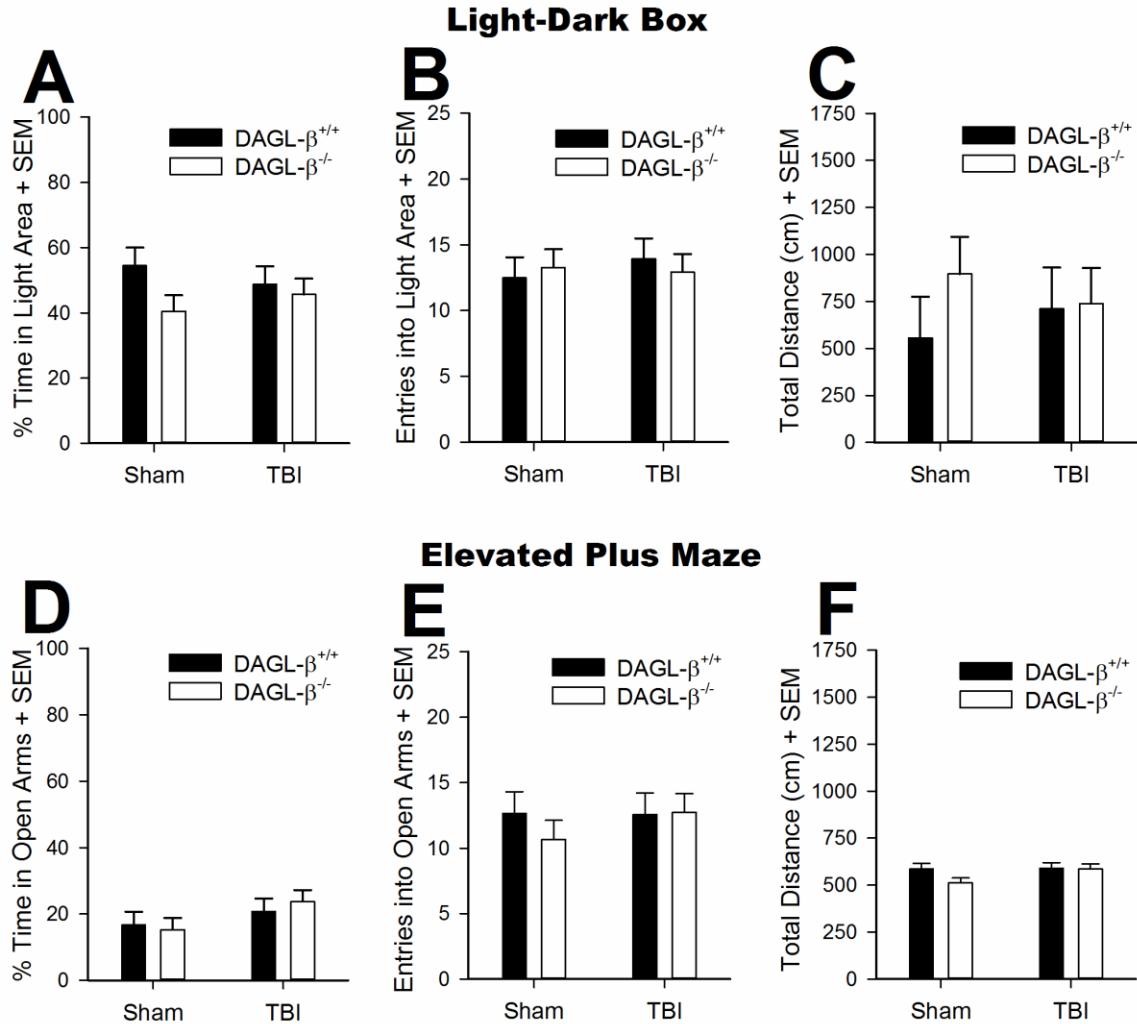 Light-Dark Box
A
% Time in Light Area + SEM
100
80
60
40
20
0
DAGL-β+/+
DAGL-β-/-
Sham TBI
B
Entries into Light Area + SEM
25
20
15
10
5
0
DAGL-β+/+
DAGL-β-/-
Sham TBI
C
Total Distance (cm) + SEM
1750
1500
1250
1000
750
500
250
0
DAGL-β+/+
DAGL-β-/-
Sham TBI
Elevated Plus Maze
D
% Time in Open Arms + SEM
100
80
60
40
20
0
DAGL-β+/+
DAGL-β-/-
Sham TBI
E
Entries into Open Arms + SEM
25
20
15
10
5
0
DAGL-β+/+
DAGL-β-/-
Sham TBI
F
Total Distance (cm) + SEM
1750
1500
1250
1000
750
500
250
0
DAGL-β+/+
DAGL-β-/-
Sham TBI